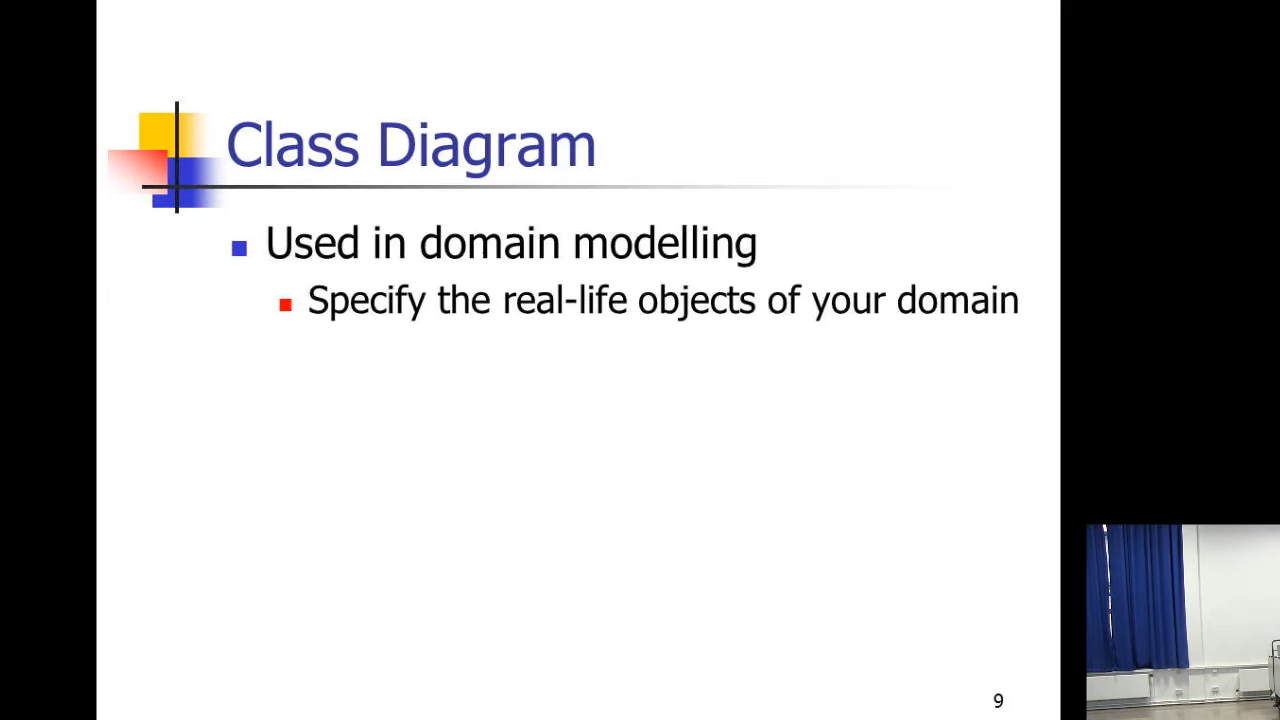 Class Diagram
Used in domain modelling
Specify the real-life objects of your domain
9